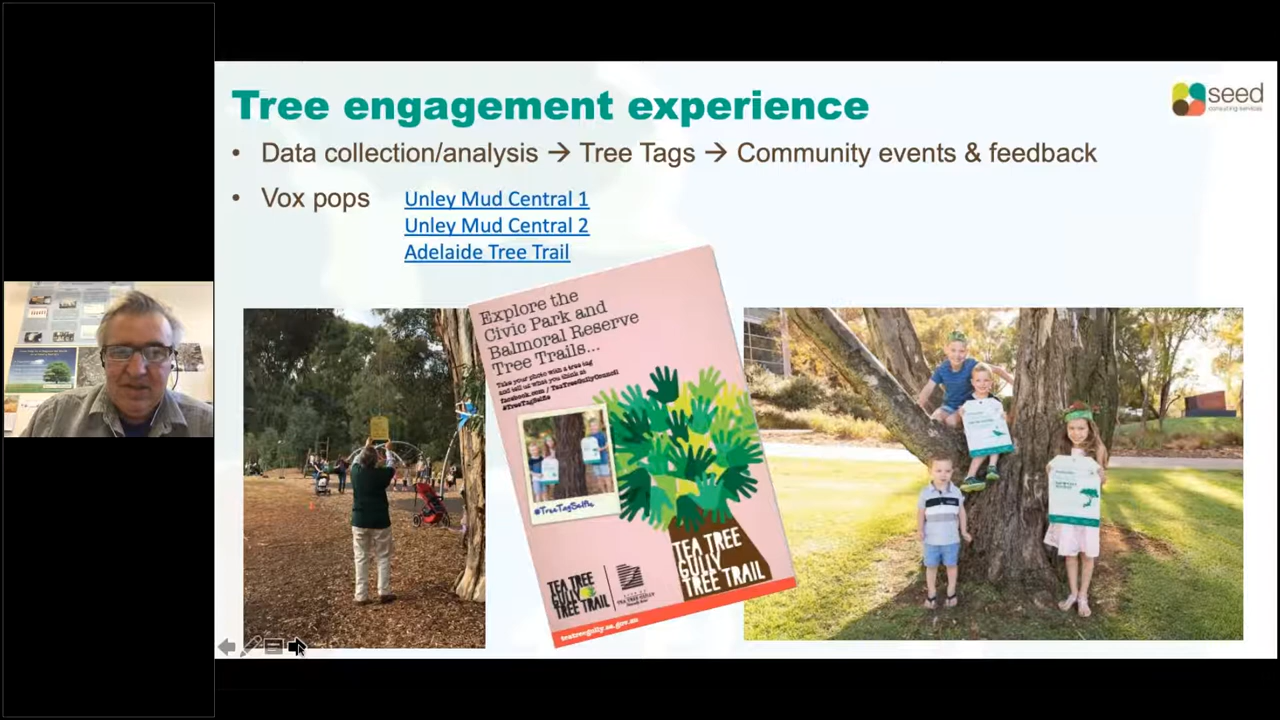 Tree engagement experience
seed
consulting services
• Data collection/analysis → Tree Tags → Community events & feedback
• Vox pops
Unley Mud Central 1
Unley Mud Central 2
Adelaide Tree Trail
Explore the
Civic Park and
Balmoral Reserve
Tree Trails...
Take your photo with a tree tag
and tell us what you think at
facebook.com/TeaTreeGullyCouncil
#TreeTagSelfie
#TreeTagSelfie
TEA TREE
GULLY
TREE TRAIL
TEA TREE
GULLY
TREE TRAIL
TEA TREE GULLY
teatreegully.sa.gov.au